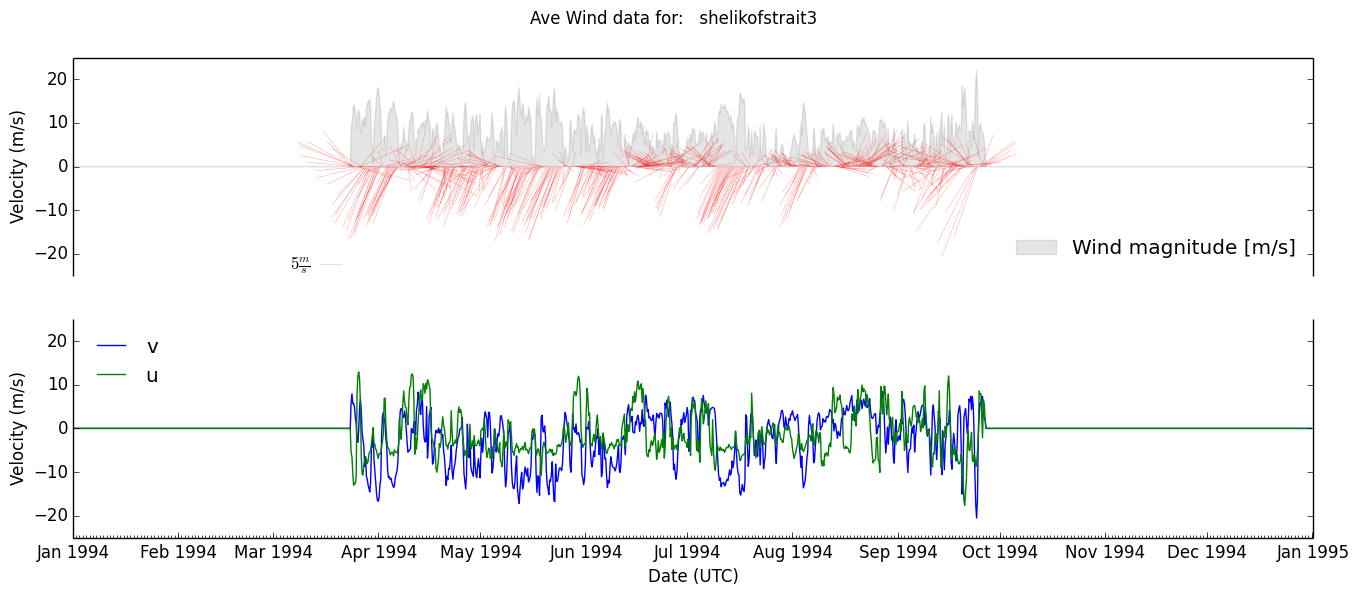 Ave Wind data for:   shelikofstrait3
Velocity (m/s)
20
10
0
−10
−20
5 m/s
Wind magnitude [m/s]
Velocity (m/s)
20
10
0
−10
−20
v
u
Jan 1994 Feb 1994 Mar 1994 Apr 1994 May 1994 Jun 1994 Jul 1994 Aug 1994 Sep 1994 Oct 1994 Nov 1994 Dec 1994 Jan 1995
Date (UTC)